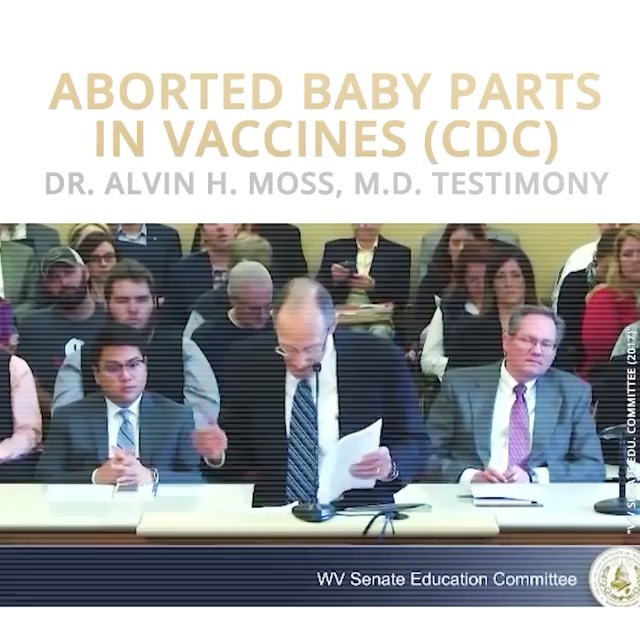 ABORTED BABY PARTS
IN VACCINES (CDC)
DR. ALVIN H. MOSS, M.D. TESTIMONY
WV Senate Education Committee
EDU. COMMITTEE (2017)